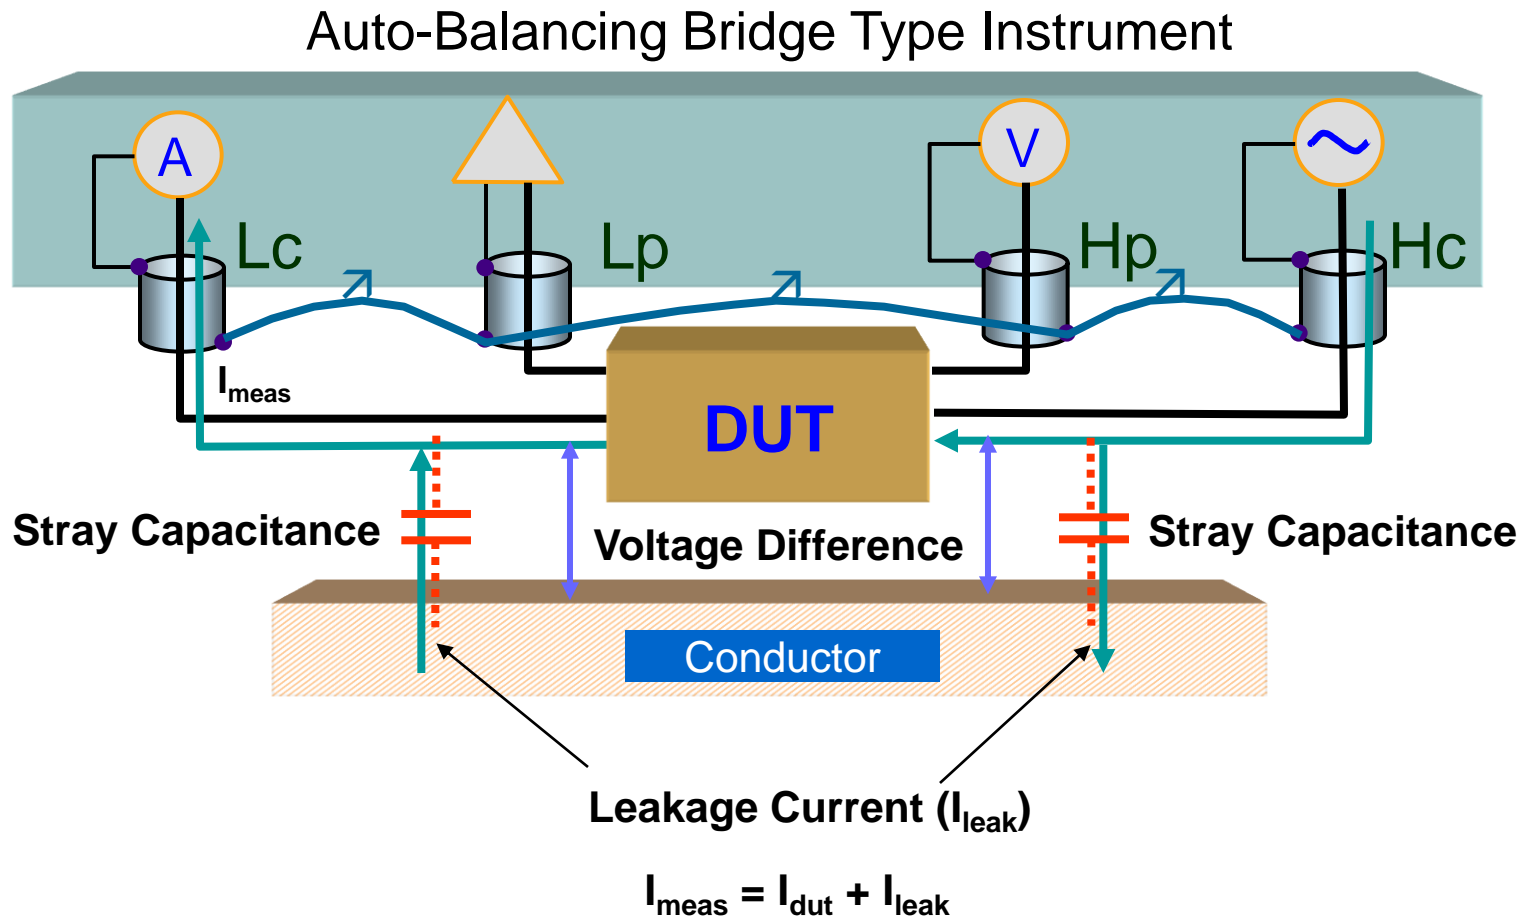 Auto-Balancing Bridge Type Instrument
A
V
Lc
Lp
Hp
Hc
Imeas
DUT
Stray Capacitance
Voltage Difference
Stray Capacitance
Conductor
Leakage Current (Ileak)
Imeas = Idut + Ileak